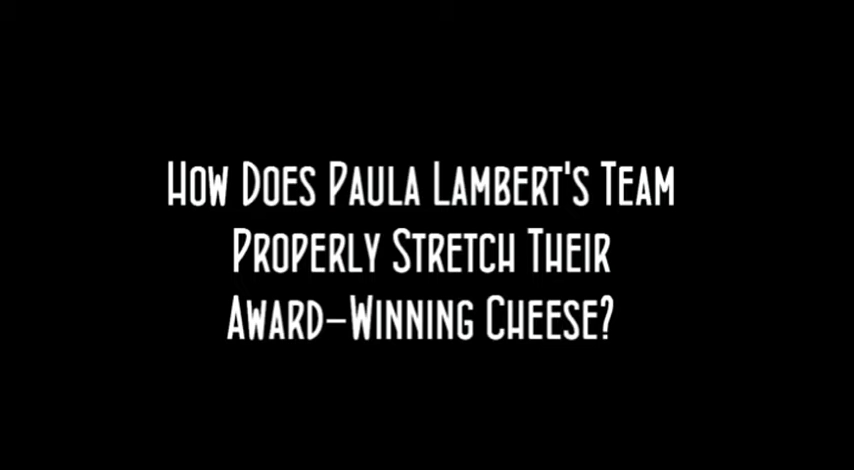 How Does Paula Lambert's Team
Properly Stretch Their
Award-Winning Cheese?